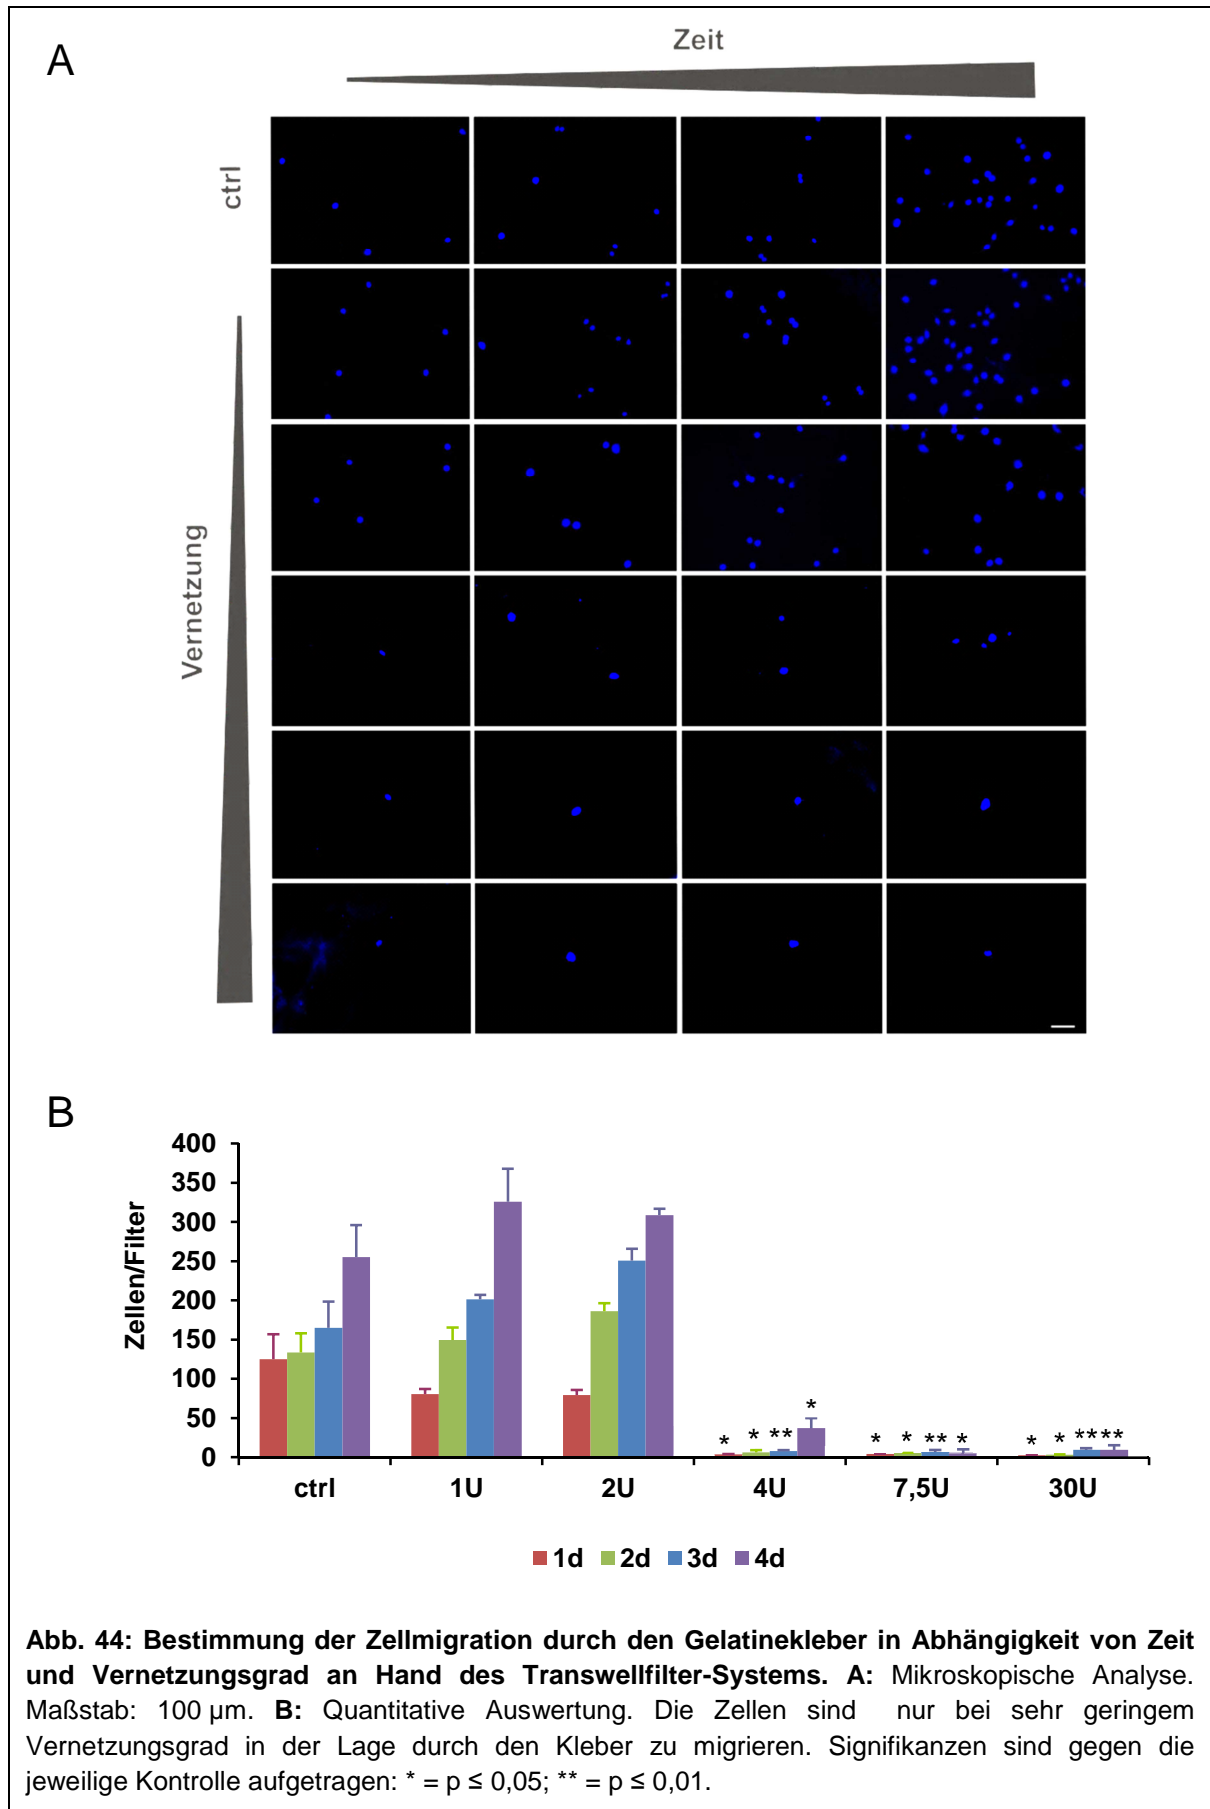 A
Zeit
ctrl
Vernetzung
B
400
350
300
250
200
150
100
50
0
Zellen/Filter
* * ** *
* * ** *
* * ** **
ctrl 1U 2U 4U 7,5U 30U
1d 2d 3d 4d
Abb. 44: Bestimmung der Zellmigration durch den Gelatinekleber in Abhängigkeit von Zeit
und Vernetzungsgrad an Hand des Transwellfilter-Systems. A: Mikroskopische Analyse.
Maßstab: 100 µm. B: Quantitative Auswertung. Die Zellen sind nur bei sehr geringem
Vernetzungsgrad in der Lage durch den Kleber zu migrieren. Signifikanzen sind gegen die
jeweilige Kontrolle aufgetragen: * = p ≤ 0,05; ** = p ≤ 0,01.